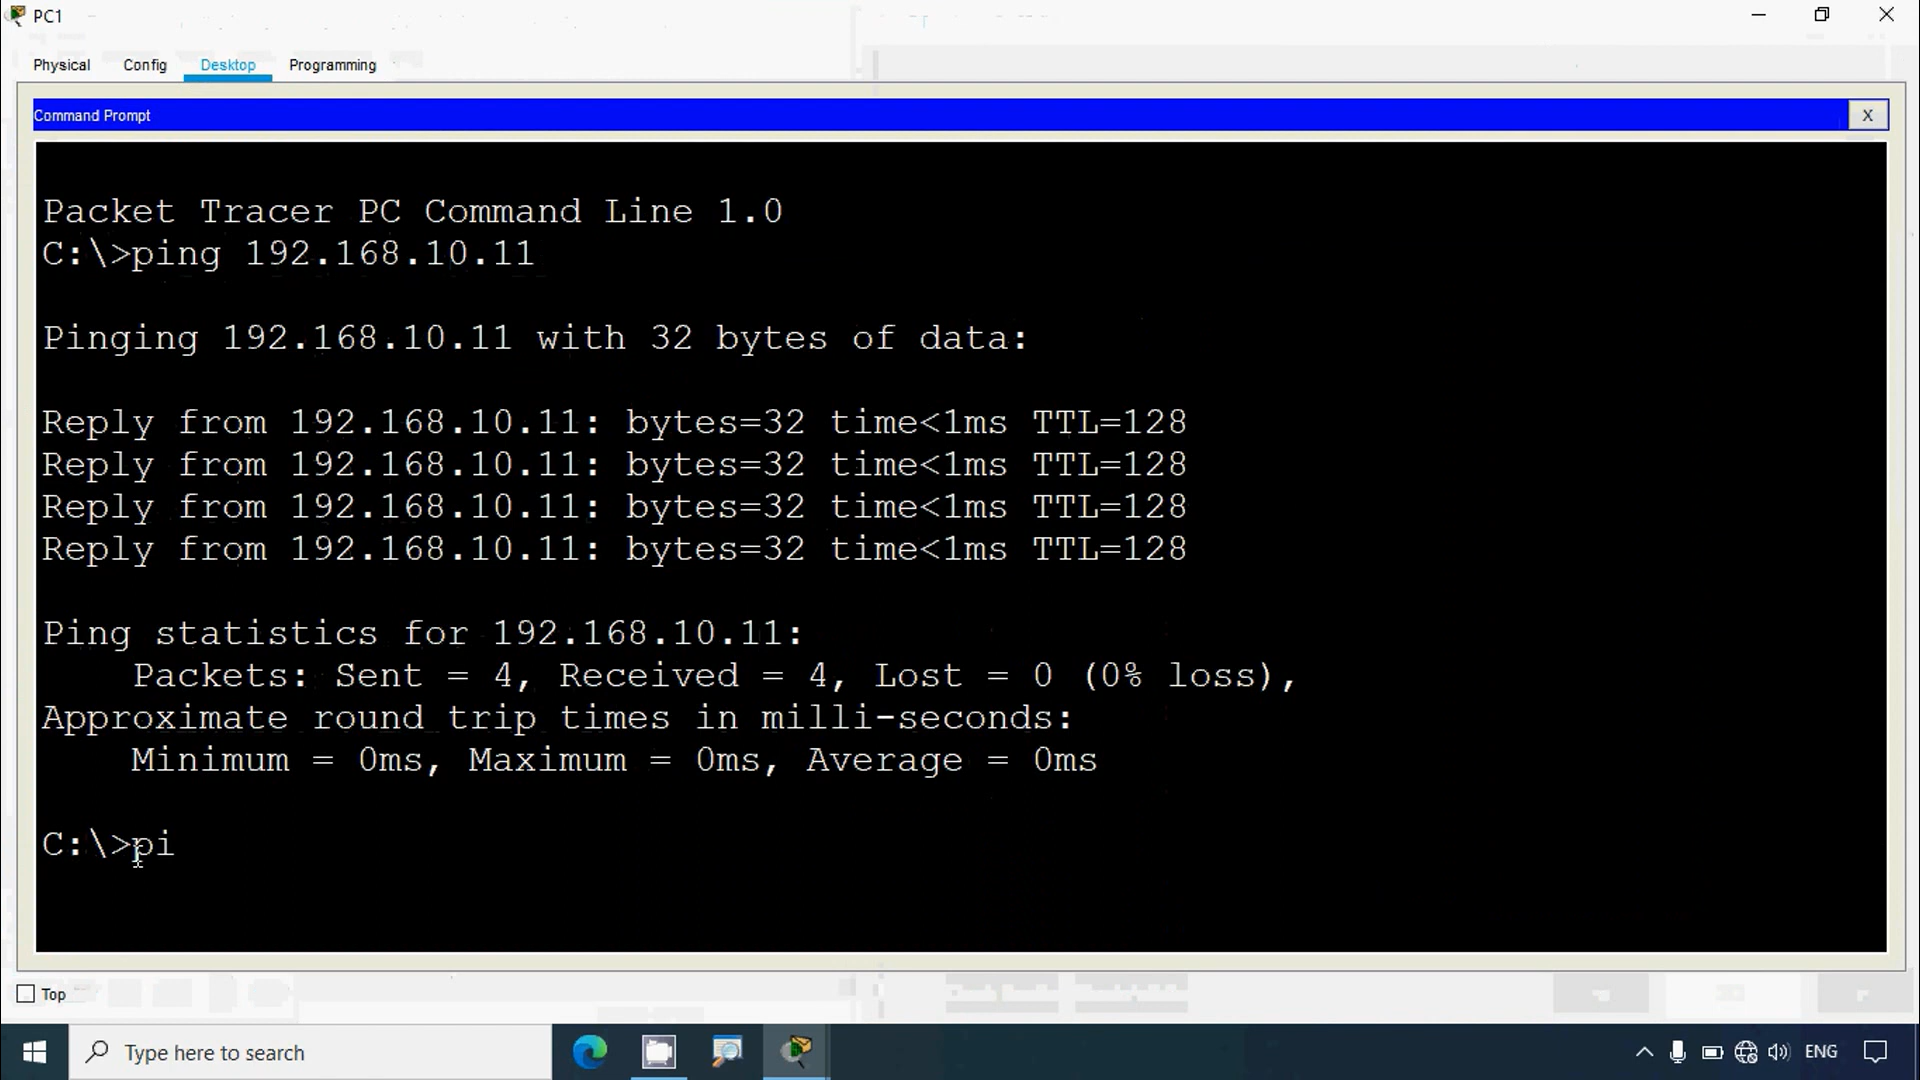 PC1
Physical Config Desktop Programming
Command Prompt X
Packet Tracer PC Command Line 1.0
C:\>ping 192.168.10.11
Pinging 192.168.10.11 with 32 bytes of data:
Reply from 192.168.10.11: bytes=32 time<1ms TTL=128
Reply from 192.168.10.11: bytes=32 time<1ms TTL=128
Reply from 192.168.10.11: bytes=32 time<1ms TTL=128
Reply from 192.168.10.11: bytes=32 time<1ms TTL=128
Ping statistics for 192.168.10.11:
Packets: Sent = 4, Received = 4, Lost = 0 (0% loss),
Approximate round trip times in milli-seconds:
Minimum = 0ms, Maximum = 0ms, Average = 0ms
C:\>pi
Top
Type here to search ENG